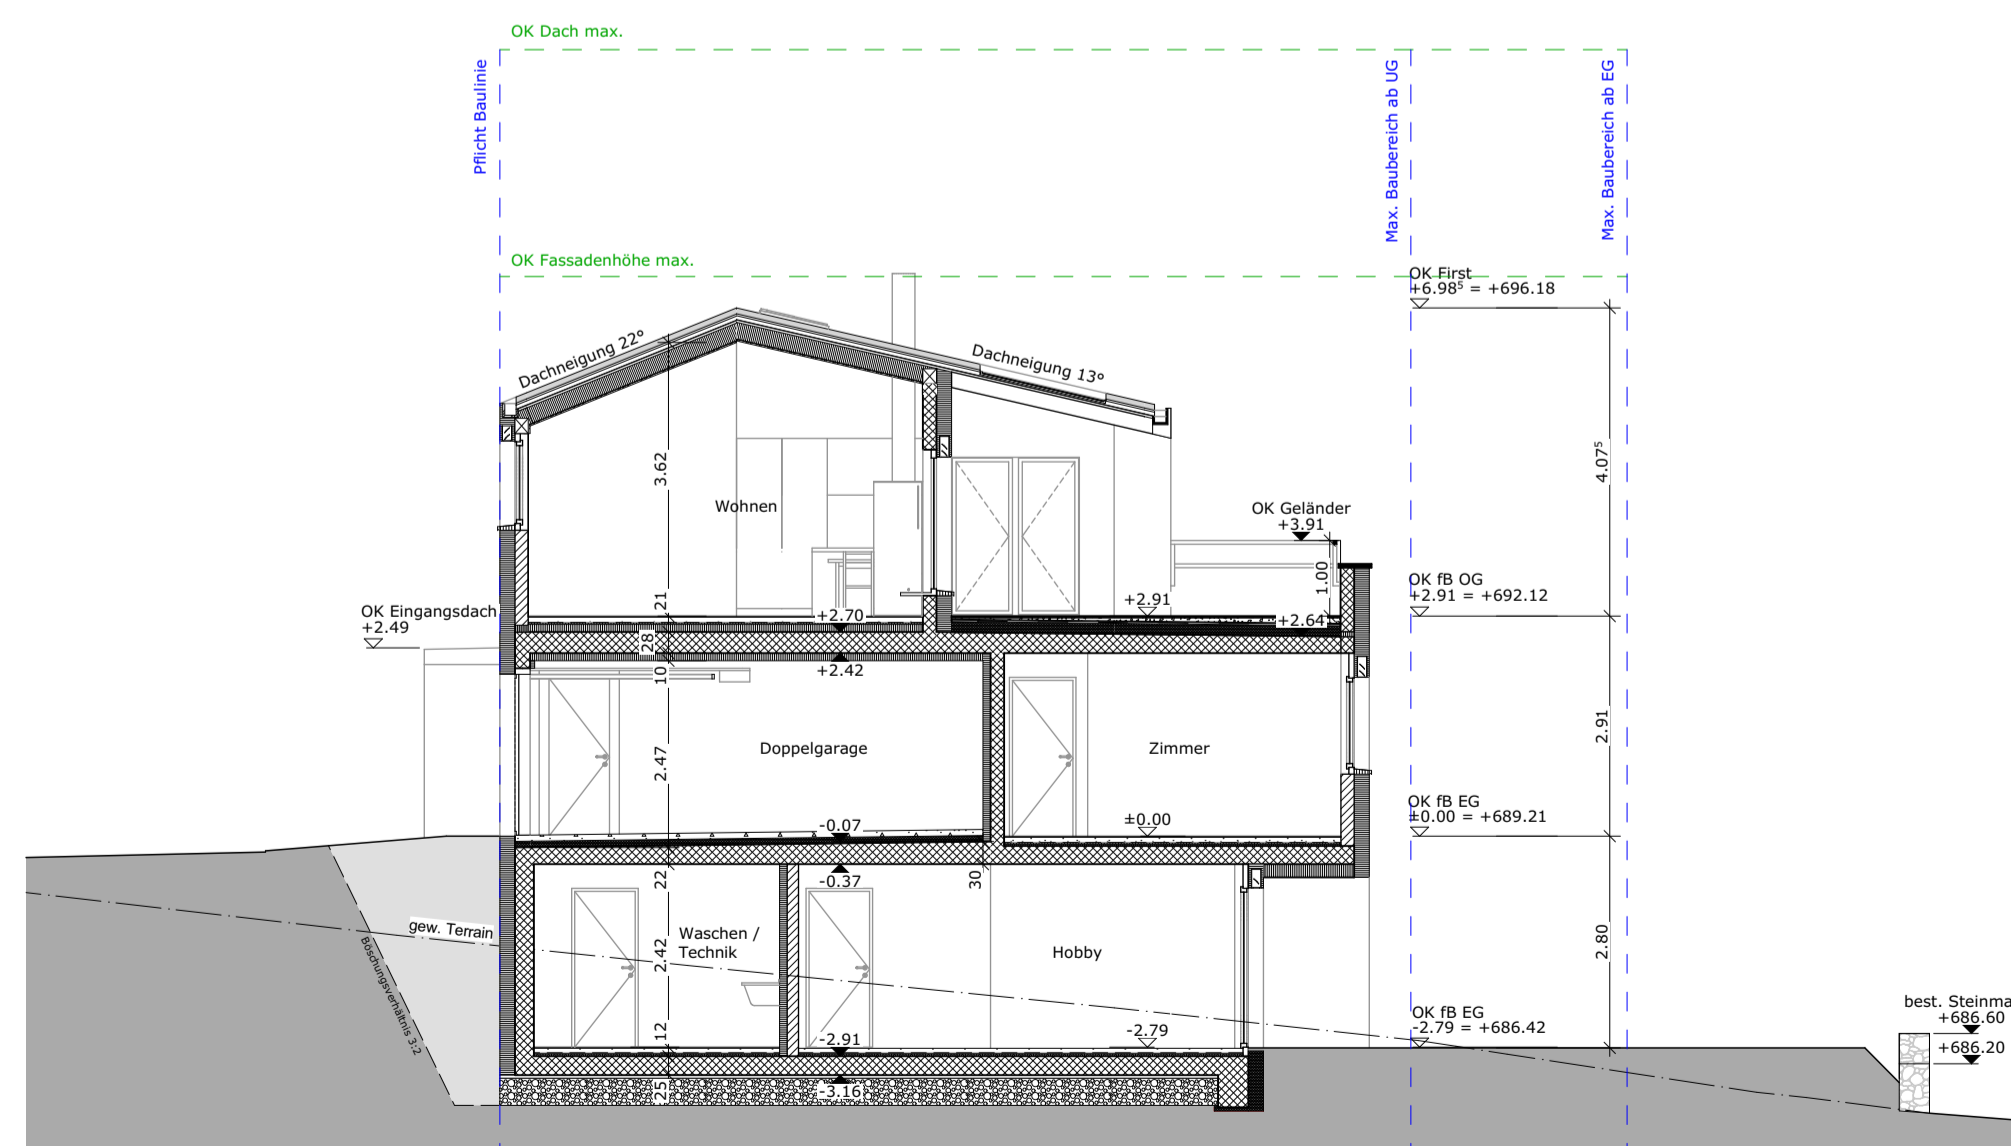 OK Dach max.
Pflicht Baulinie
Max. Baubereich ab UG
Max. Baubereich ab EG
OK Fassadenhöhe max.
OK First
+6.98⁵ = +696.18
Dachneigung 22°
Dachneigung 13°
3.62
4.07⁵
Wohnen
OK Geländer
+3.91
1.00
OK fB OG
+2.91 = +692.12
OK Eingangsdach
+2.49
21
+2.70
+2.91
+2.64
28
10
+2.42
2.91
Doppelgarage
Zimmer
2.47
-0.07
±0.00
OK fB EG
±0.00 = +689.21
22
-0.37
30
gew. Terrain
Böschungsverhältnis 3:2
Waschen /
Technik
2.42
Hobby
2.80
best. Steinma
+686.60
+686.20
OK fB EG
-2.79 = +686.42
12
-2.91
-2.79
25
-3.16